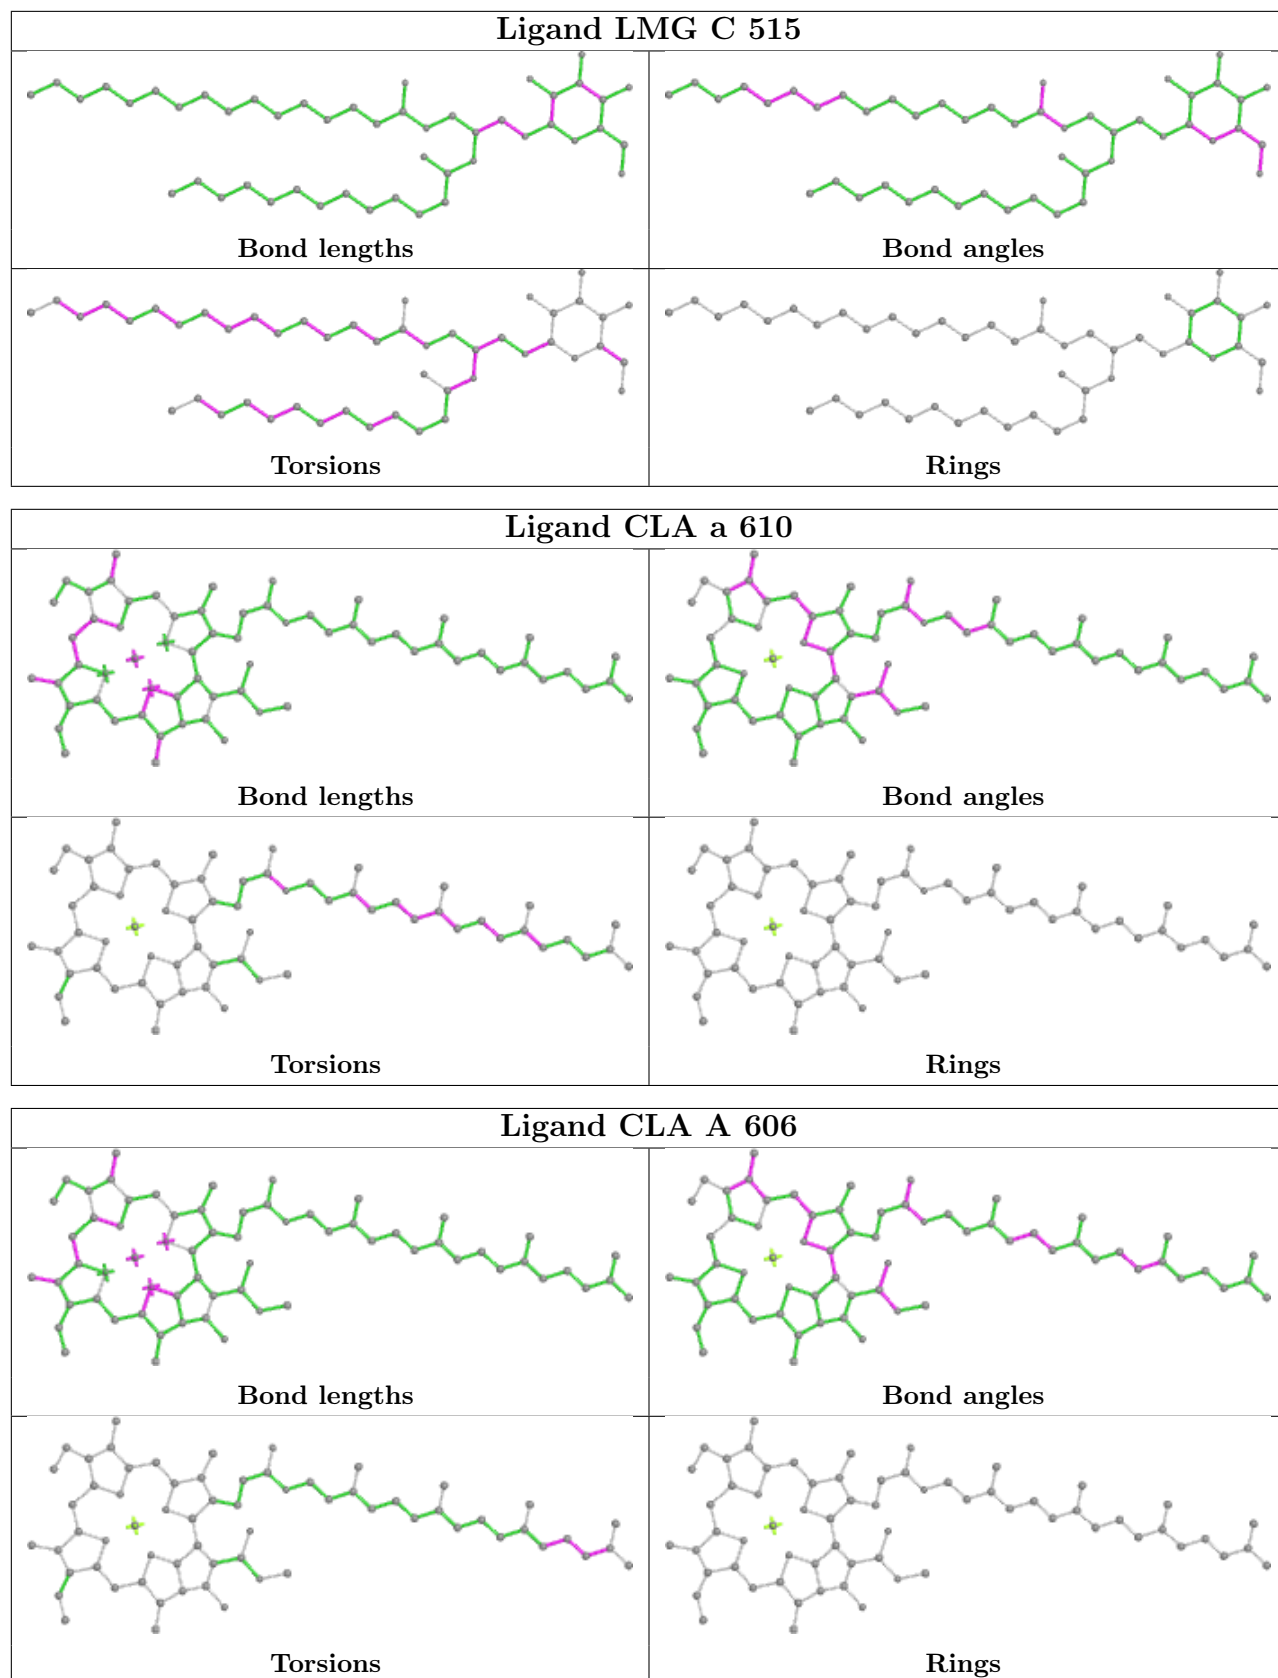 Ligand LMG C 515
Bond lengths
Bond angles
Torsions
Rings
Ligand CLA a 610
Bond lengths
Bond angles
Torsions
Rings
Ligand CLA A 606
Bond lengths
Bond angles
Torsions
Rings